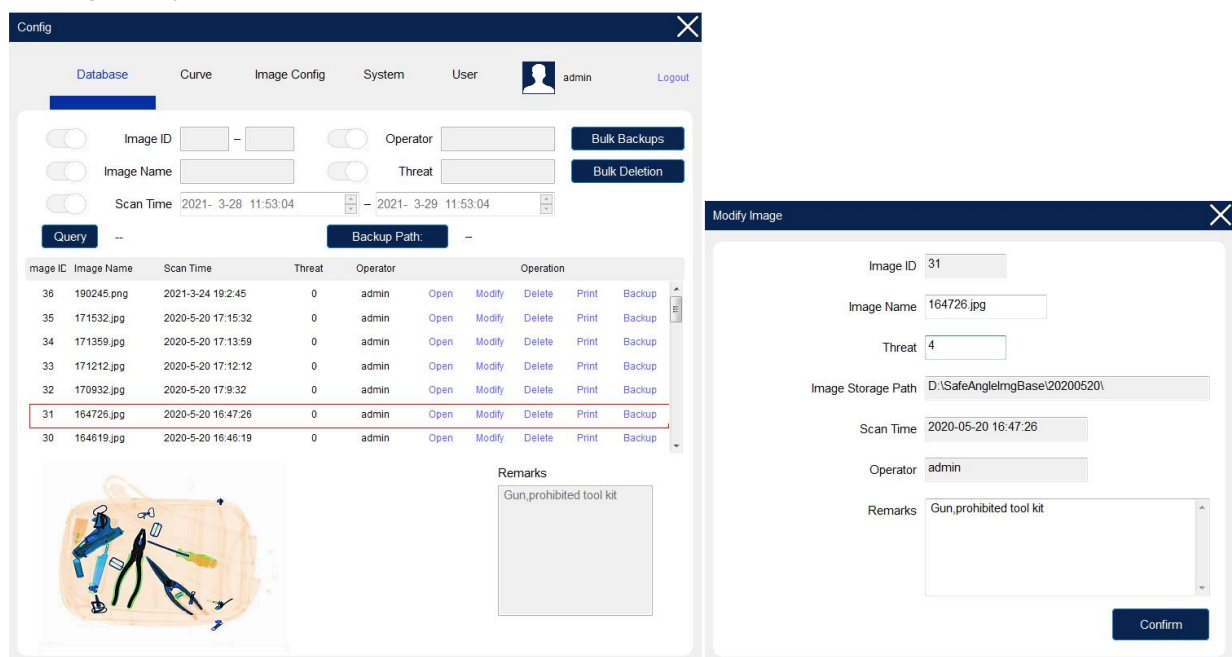 Config
Database Curve Image Config System User admin Logout
Image ID – Operator Bulk Backups
Image Name Threat Bulk Deletion
Scan Time 2021- 3-28 11:53:04 – 2021- 3-29 11:53:04
Query -- Backup Path: –
mage ID Image Name Scan Time Threat Operator Operation
36 190245.png 2021-3-24 19:2:45 0 admin Open Modify Delete Print Backup
35 171532.jpg 2020-5-20 17:15:32 0 admin Open Modify Delete Print Backup
34 171359.jpg 2020-5-20 17:13:59 0 admin Open Modify Delete Print Backup
33 171212.jpg 2020-5-20 17:12:12 0 admin Open Modify Delete Print Backup
32 170932.jpg 2020-5-20 17:9:32 0 admin Open Modify Delete Print Backup
31 164726.jpg 2020-5-20 16:47:26 0 admin Open Modify Delete Print Backup
30 164619.jpg 2020-5-20 16:46:19 0 admin Open Modify Delete Print Backup
Remarks
Gun,prohibited tool kit
Modify Image
Image ID 31
Image Name 164726.jpg
Threat 4
Image Storage Path D:\SafeAngleImgBase\20200520\
Scan Time 2020-05-20 16:47:26
Operator admin
Remarks Gun,prohibited tool kit
Confirm